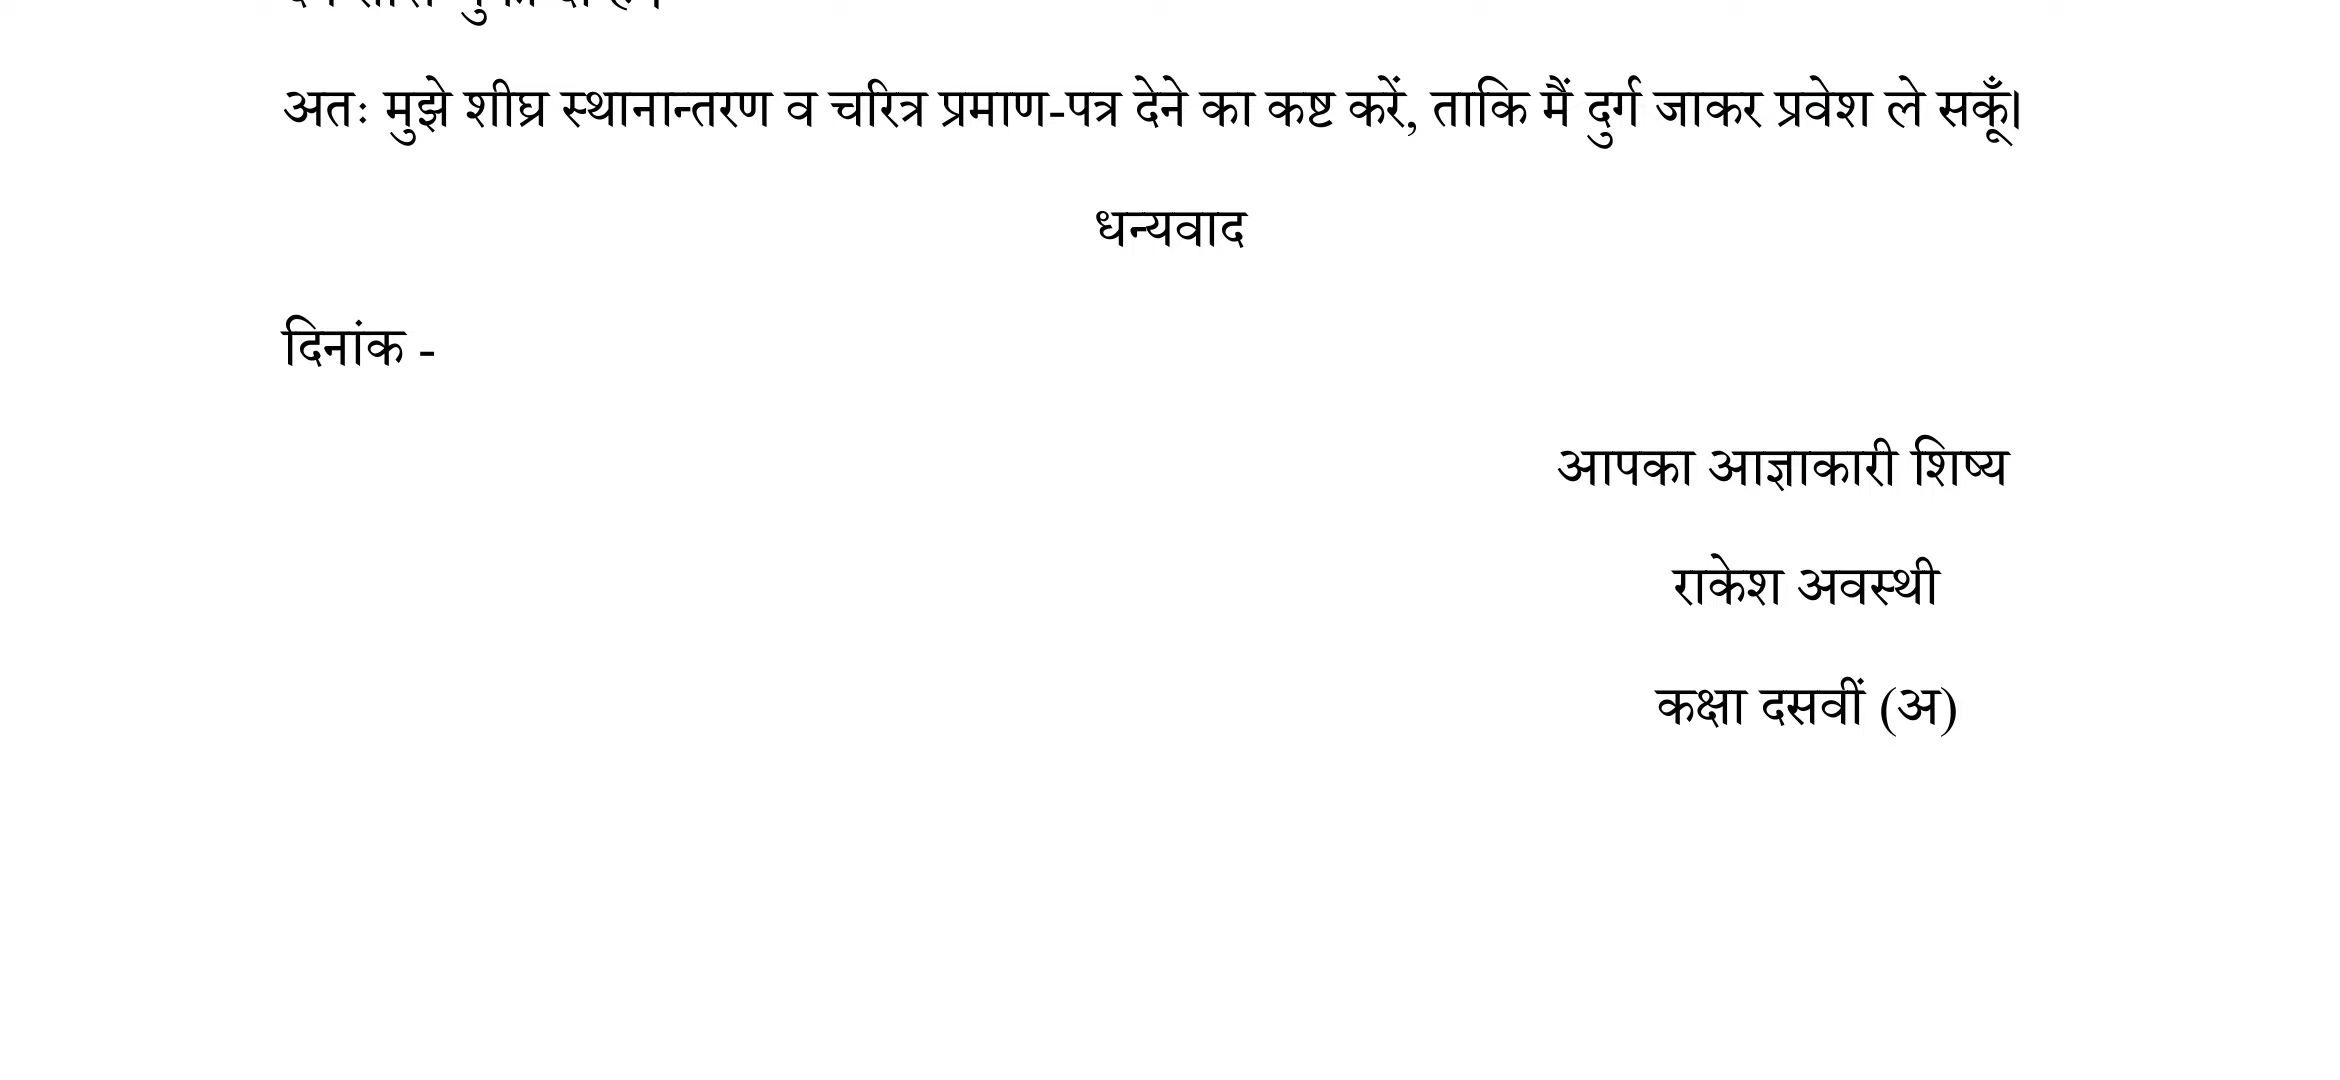 अतः मुझे शीघ्र स्थानान्तरण व चरित्र प्रमाण-पत्र देने का कष्ट करें, ताकि मैं दुर्ग जाकर प्रवेश ले सकूँ।
धन्यवाद
दिनांक -
आपका आज्ञाकारी शिष्य
राकेश अवस्थी
कक्षा दसवीं (अ)